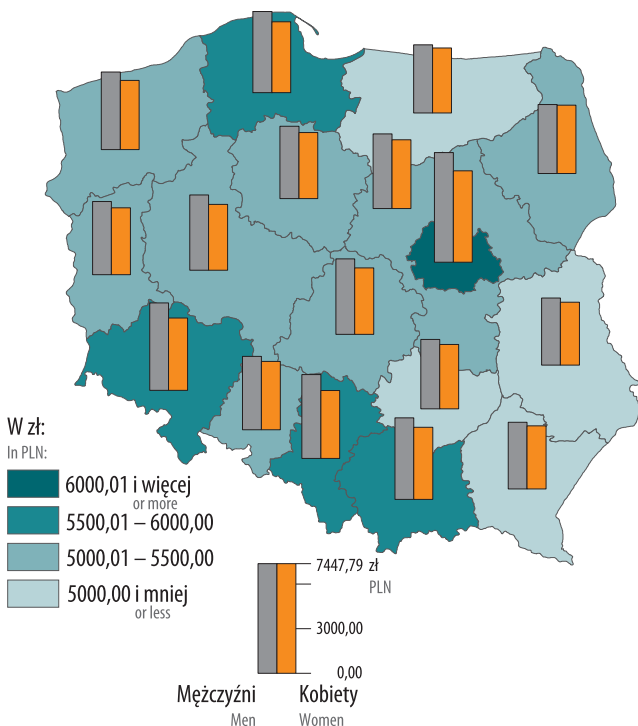 W zł:
In PLN:
6000,01 i więcej
or more
5500,01 – 6000,00
5000,01 – 5500,00
5000,00 i mniej
or less
7447,79 zł
PLN
3000,00
0,00
Mężczyźni Kobiety
Men Women